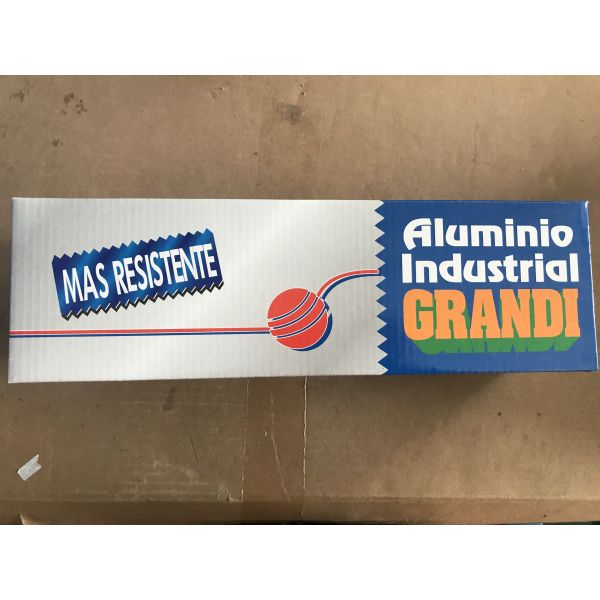 MAS RESISTENTE
Aluminio
Industrial
GRANDI